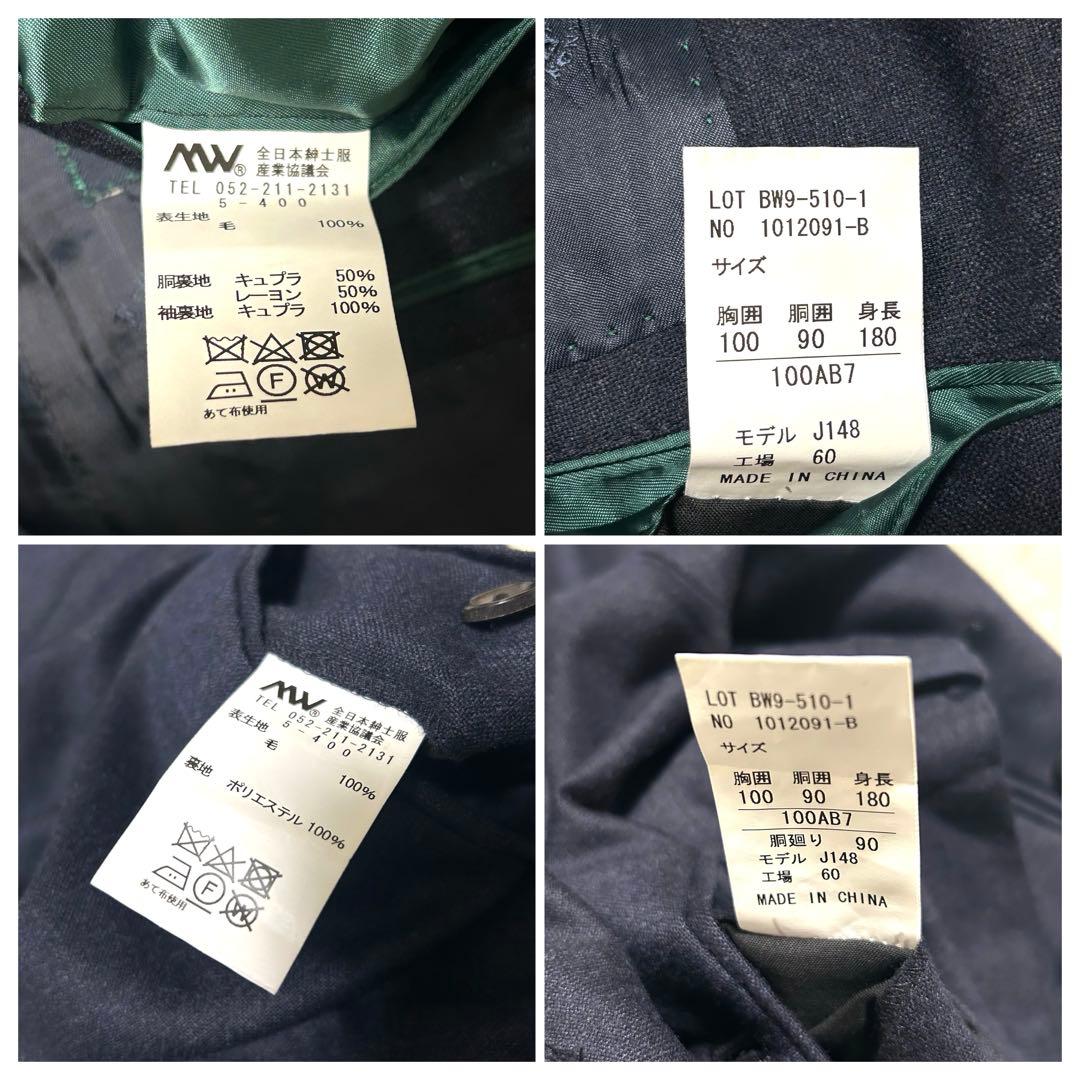 MW® 全日本紳士服
産業協議会
TEL 052-211-2131
5-400
表生地
毛 100%
胴裏地 キュプラ 50%
レーヨン 50%
袖裏地 キュプラ 100%
F
W
あて布使用
LOT BW9-510-1
NO 1012091-B
サイズ
胸囲 胴囲 身長
100 90 180
100AB7
モデル J148
工場 60
MADE IN CHINA
MW® 全日本紳士服
産業協議会
TEL 052-211-2131
5-400
表生地
毛 100%
裏地 ポリエステル 100%
F
W
あて布使用
LOT BW9-510-1
NO 1012091-B
サイズ
胸囲 胴囲 身長
100 90 180
100AB7
胴廻り 90
モデル J148
工場 60
MADE IN CHINA